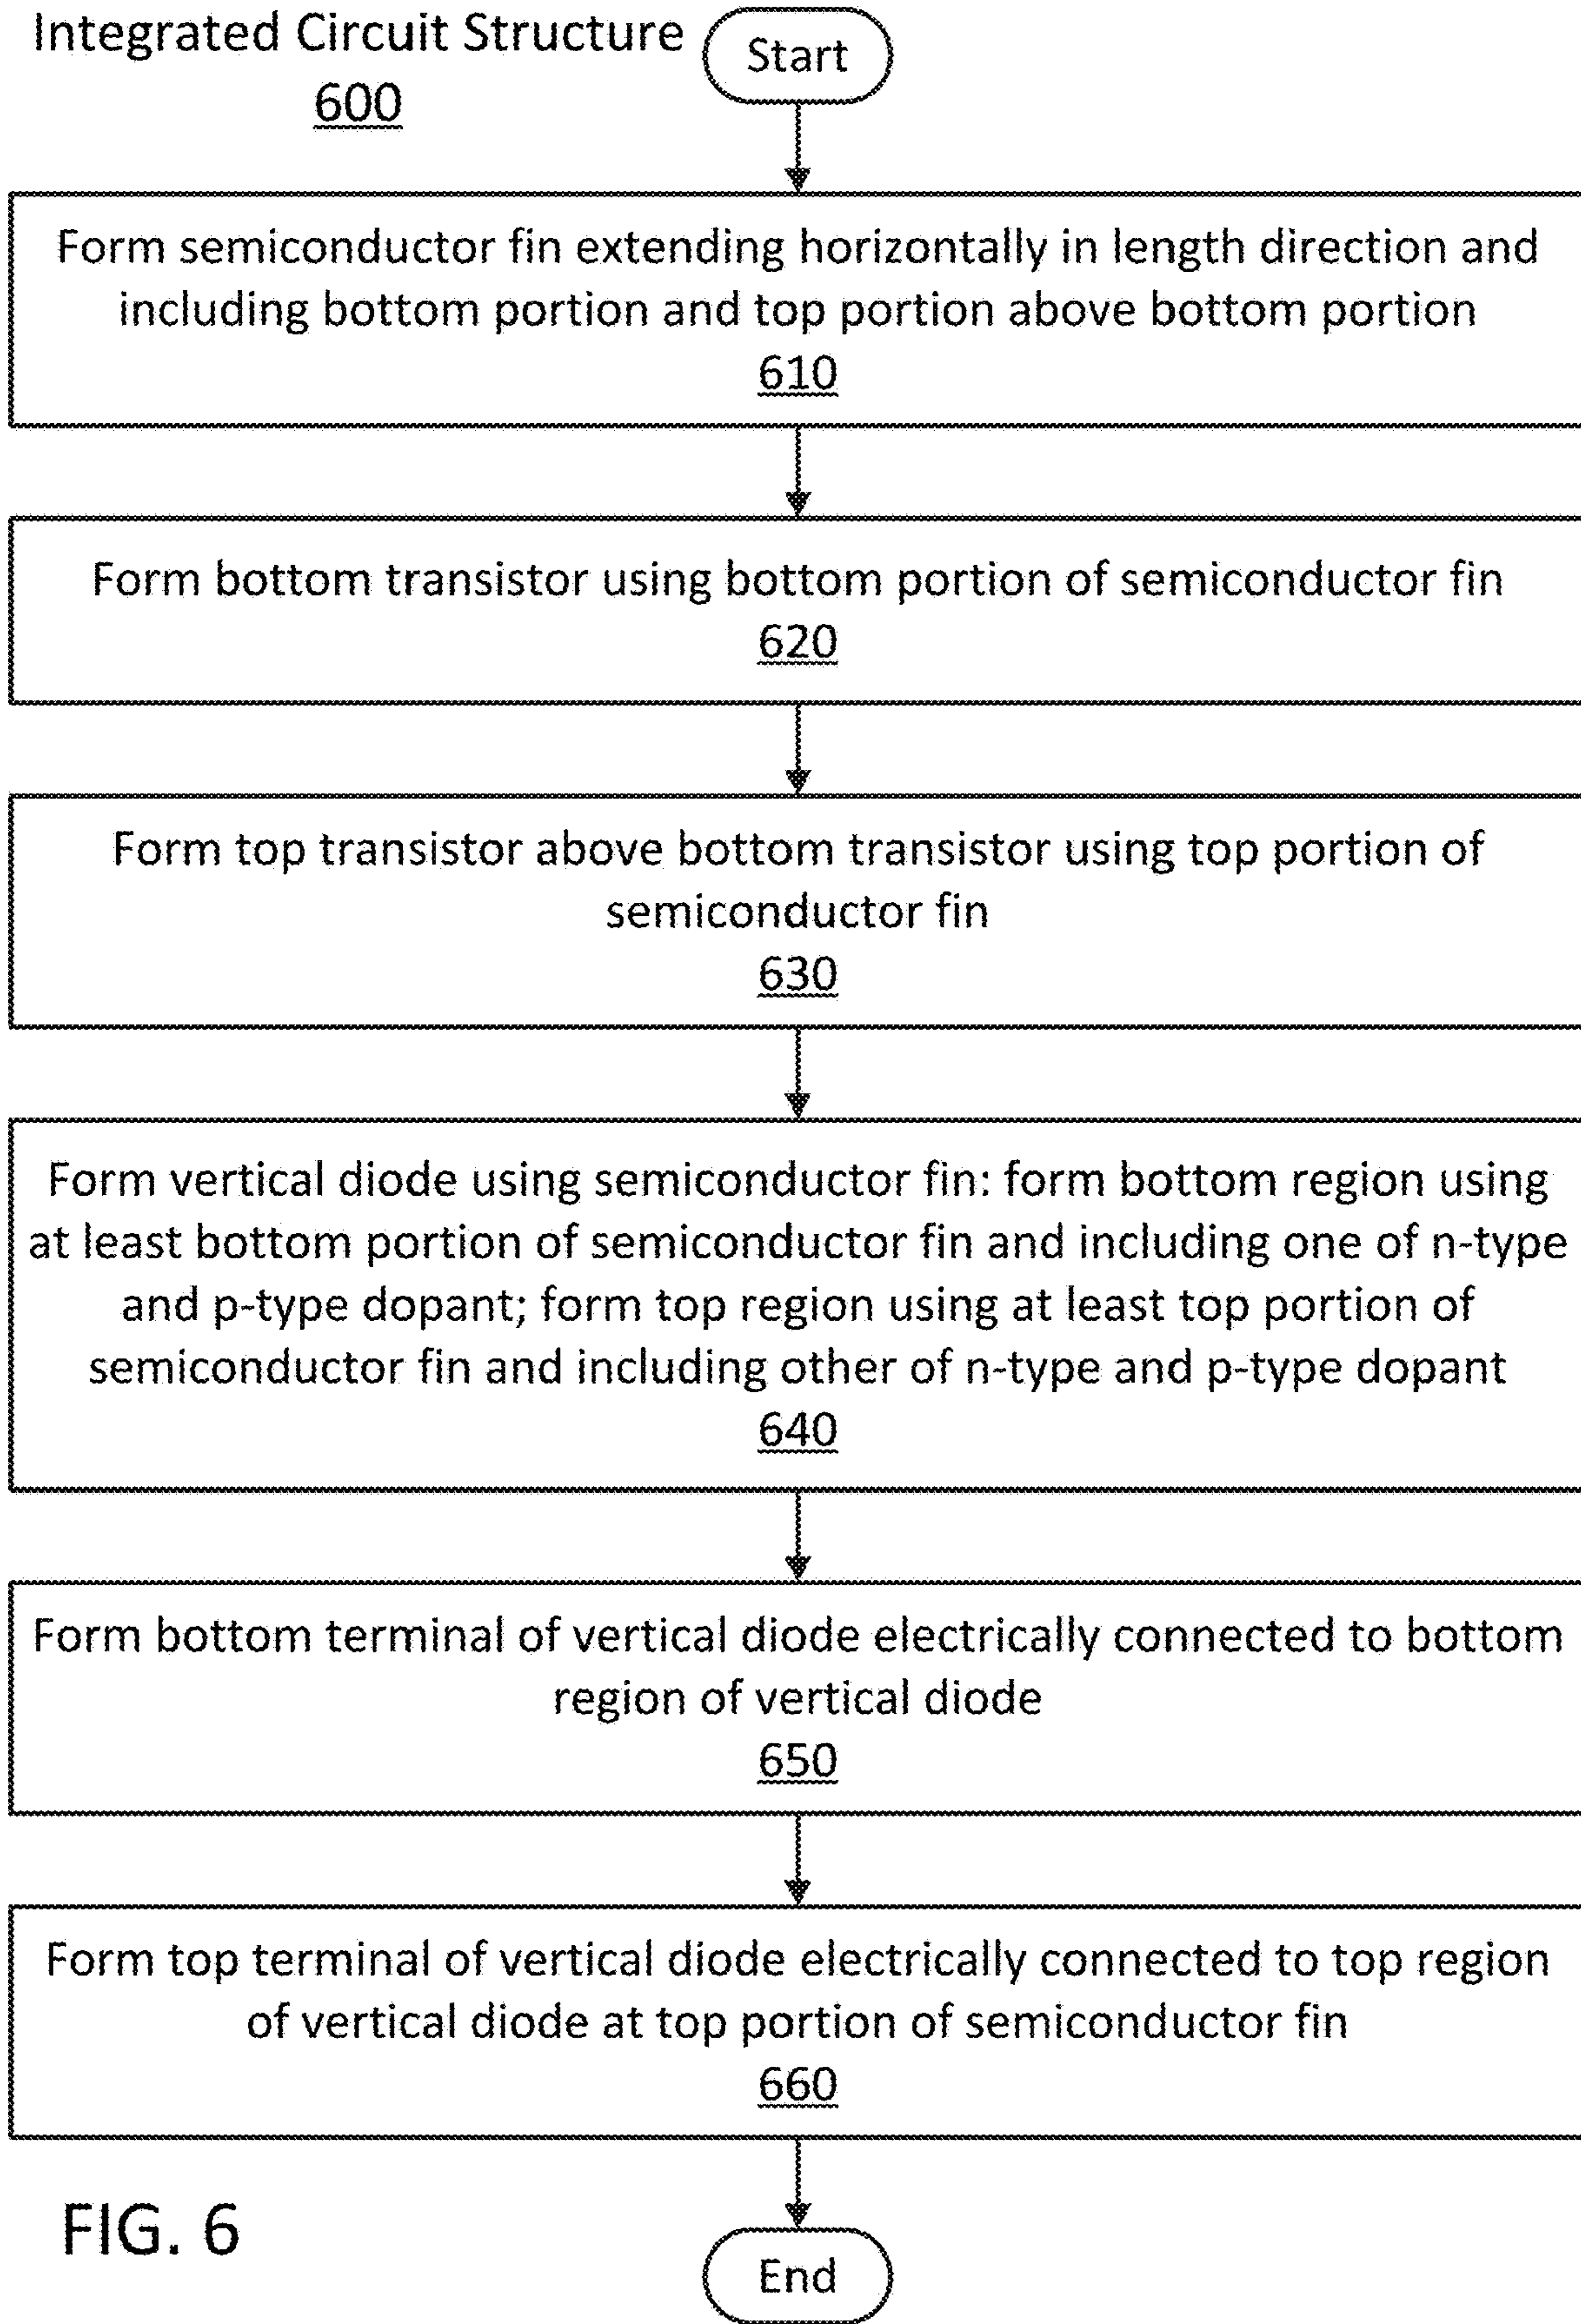 Integrated Circuit Structure
600
Start
Form semiconductor fin extending horizontally in length direction and
including bottom portion and top portion above bottom portion
610
Form bottom transistor using bottom portion of semiconductor fin
620
Form top transistor above bottom transistor using top portion of
semiconductor fin
630
Form vertical diode using semiconductor fin: form bottom region using
at least bottom portion of semiconductor fin and including one of n-type
and p-type dopant; form top region using at least top portion of
semiconductor fin and including other of n-type and p-type dopant
640
Form bottom terminal of vertical diode electrically connected to bottom
region of vertical diode
650
Form top terminal of vertical diode electrically connected to top region
of vertical diode at top portion of semiconductor fin
660
FIG. 6
End